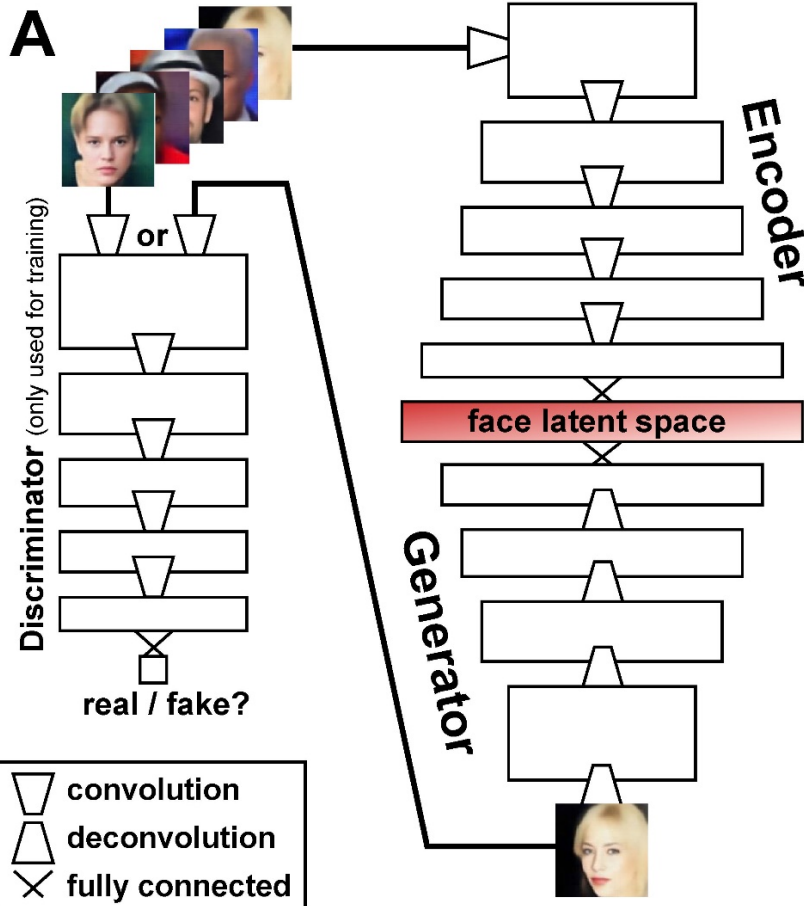 A
Encoder
or
Discriminator (only used for training)
face latent space
Generator
real / fake?
convolution
deconvolution
fully connected